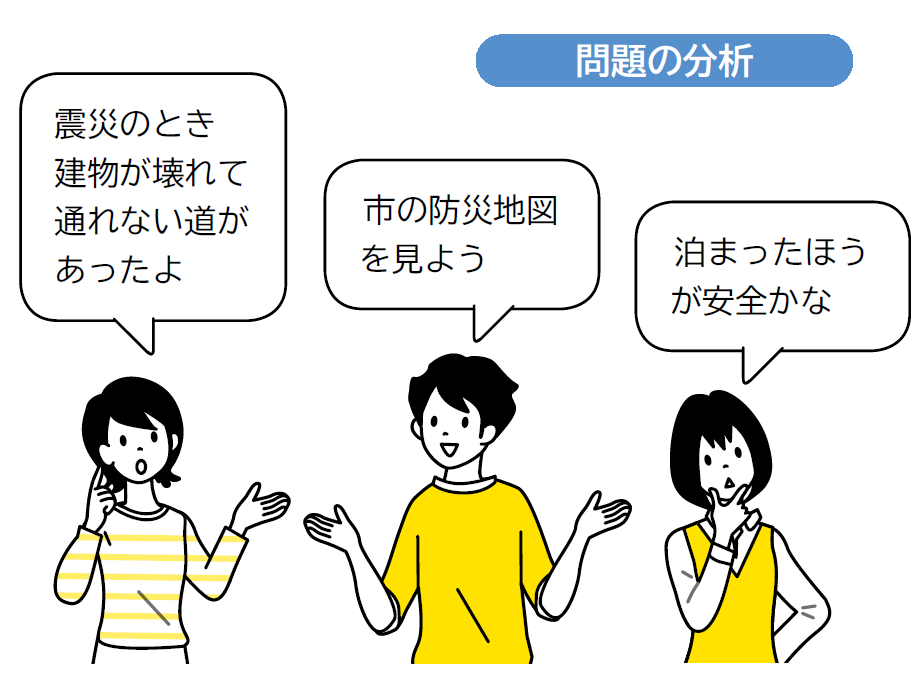 問題の分析
震災のとき
建物が壊れて
通れない道が
あったよ
市の防災地図
を見よう
泊まったほう
が安全かな